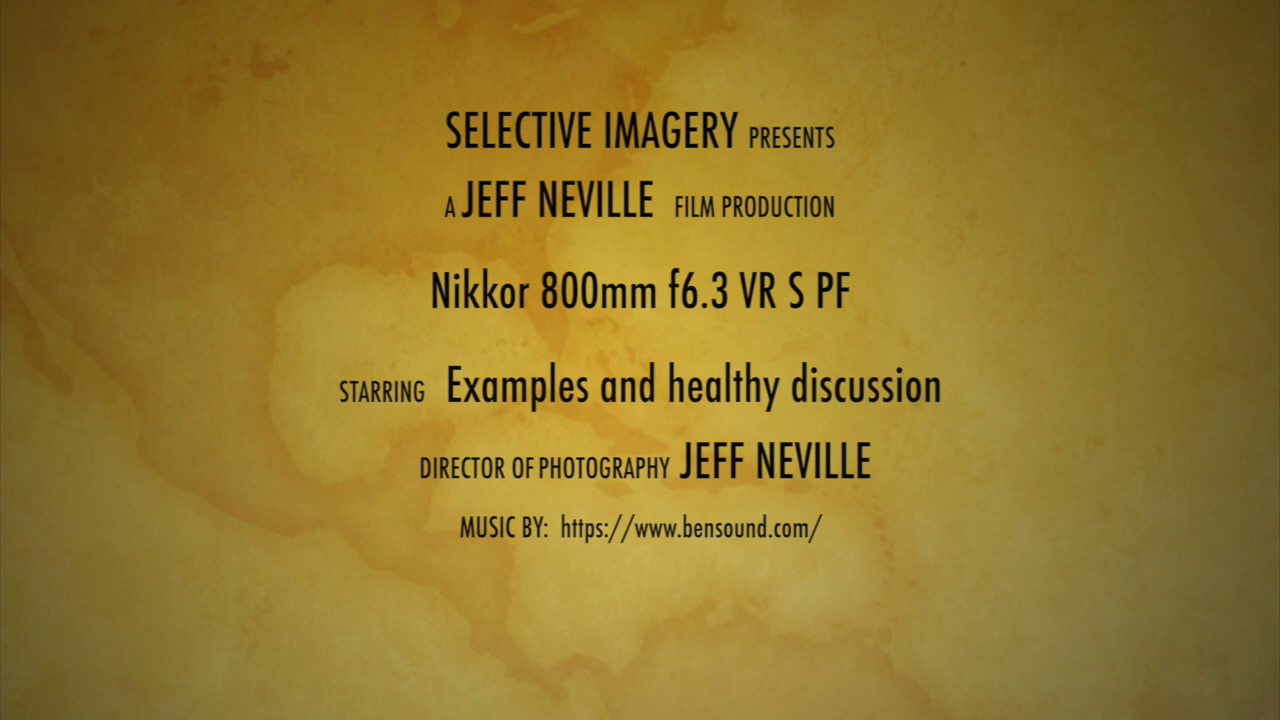 SELECTIVE IMAGERY PRESENTS
A JEFF NEVILLE FILM PRODUCTION
Nikkor 800mm f6.3 VR S PF
STARRING Examples and healthy discussion
DIRECTOR OF PHOTOGRAPHY JEFF NEVILLE
MUSIC BY: https://www.bensound.com/